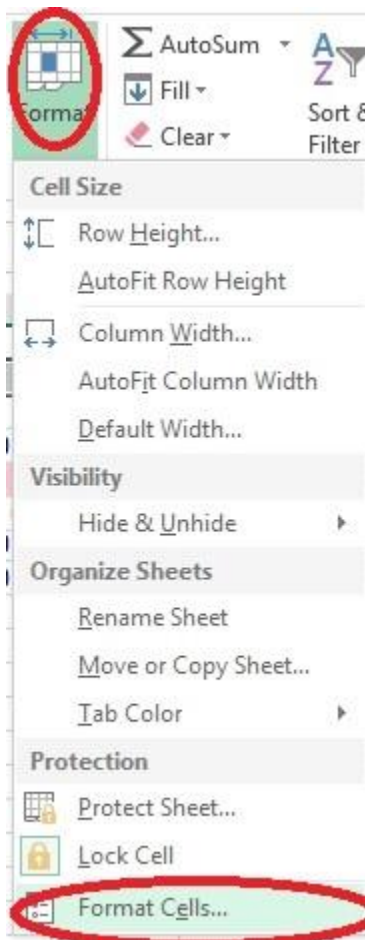 Format
AutoSum
Fill
Clear
Sort &
Filter
Cell Size
Row Height...
AutoFit Row Height
Column Width...
AutoFit Column Width
Default Width...
Visibility
Hide & Unhide
Organize Sheets
Rename Sheet
Move or Copy Sheet...
Tab Color
Protection
Protect Sheet...
Lock Cell
Format Cells...